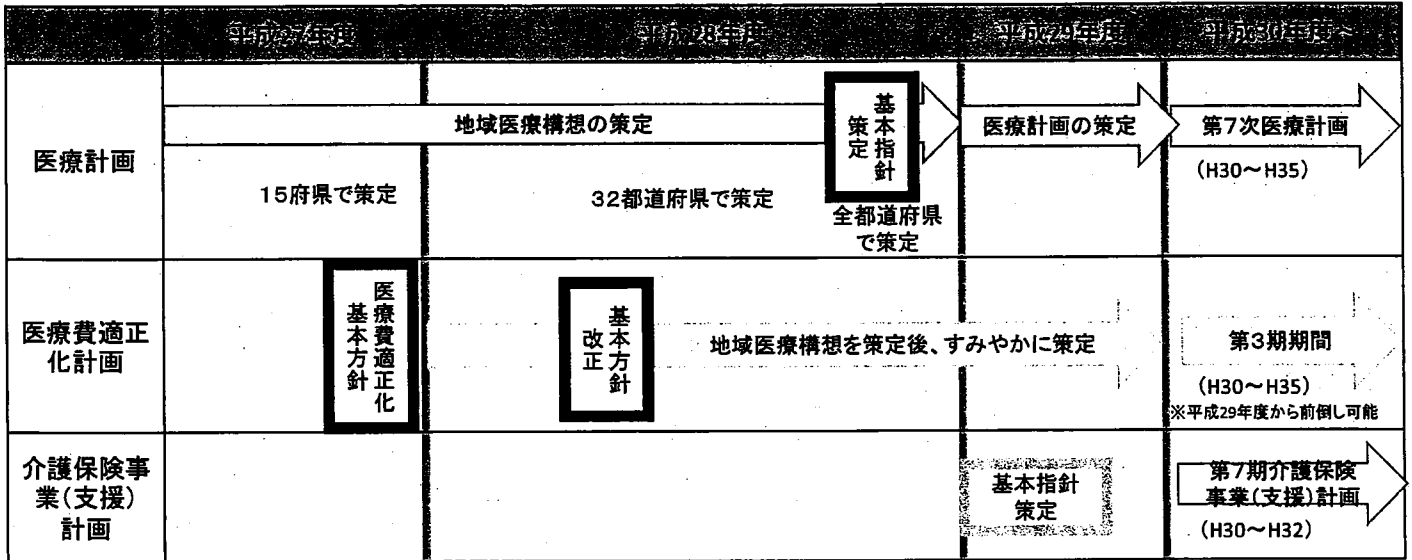 平成27年度
平成28年度
平成29年度
平成30年度～
医療計画
地域医療構想の策定
基本指針
策定
医療計画の策定
第7次医療計画
(H30～H35)
15府県で策定
32都道府県で策定
全都道府県
で策定
医療費適正
化計画
医療費適正化
基本方針
基本方針
改正
地域医療構想を策定後、すみやかに策定
第3期期間
(H30～H35)
※平成29年度から前倒し可能
介護保険事
業(支援)
計画
基本指針
策定
第7期介護保険
事業(支援)計画
(H30～H32)